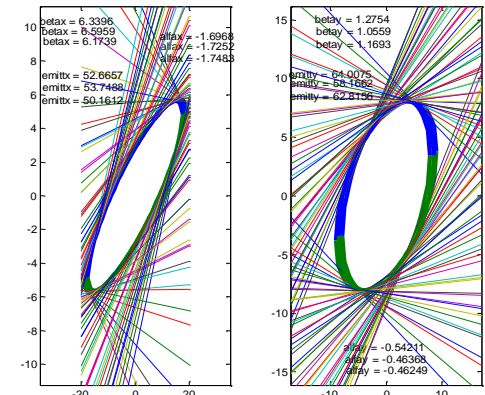 betax = 6.3396
betax = 6.5959
betax = 6.1739
alfax = -1.6968
alfax = -1.7252
alfax = -1.7483
emittx = 52.6657
emittx = 53.7488
emittx = 50.1612
10
8
6
4
2
0
-2
-4
-6
-8
-10
-20
0
20
betay = 1.2754
betay = 1.0559
betay = 1.1693
emitty = 64.0075
emitty = 58.1662
emitty = 62.8156
15
10
5
0
-5
-10
-15
alfay = -0.54211
alfay = -0.46368
alfay = -0.46249
-10
0
10